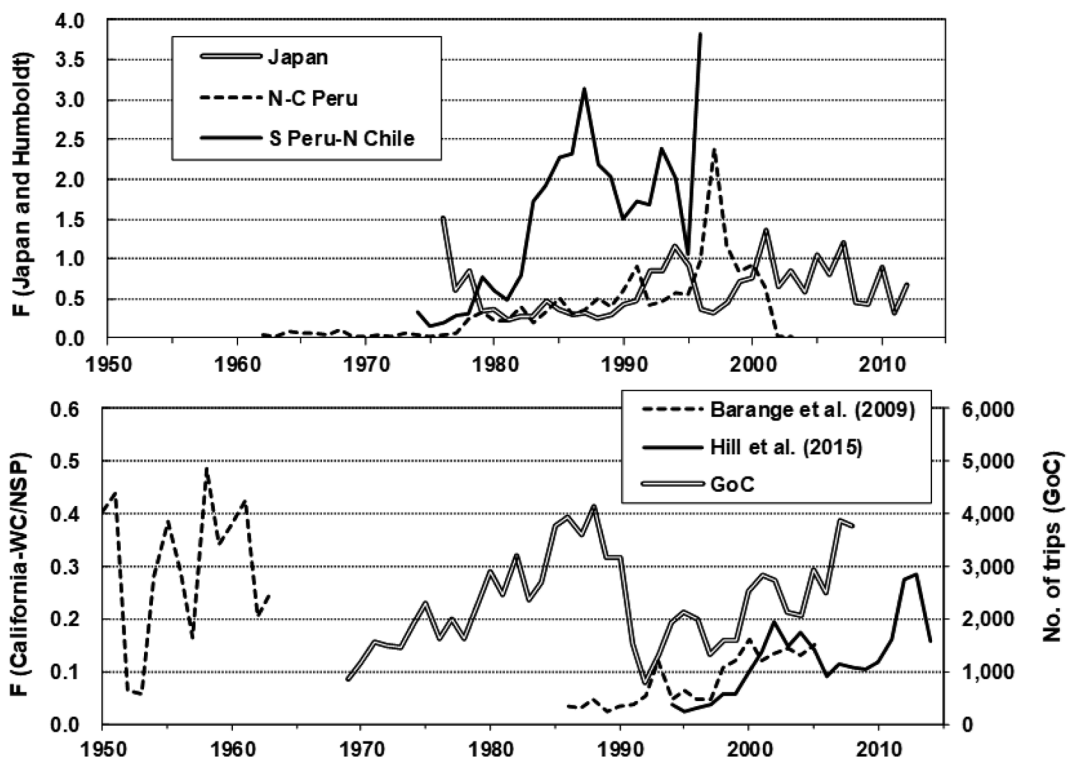 F (Japan and Humboldt)
4.0
3.5
3.0
2.5
2.0
1.5
1.0
0.5
0.0
Japan
N-C Peru
S Peru-N Chile
1950 1960 1970 1980 1990 2000 2010
F (California-WC/NSP)
0.6
0.5
0.4
0.3
0.2
0.1
0.0
Barange et al. (2009)
Hill et al. (2015)
GoC
6,000
5,000
4,000
3,000
2,000
1,000
0
No. of trips (GoC)
1950 1960 1970 1980 1990 2000 2010